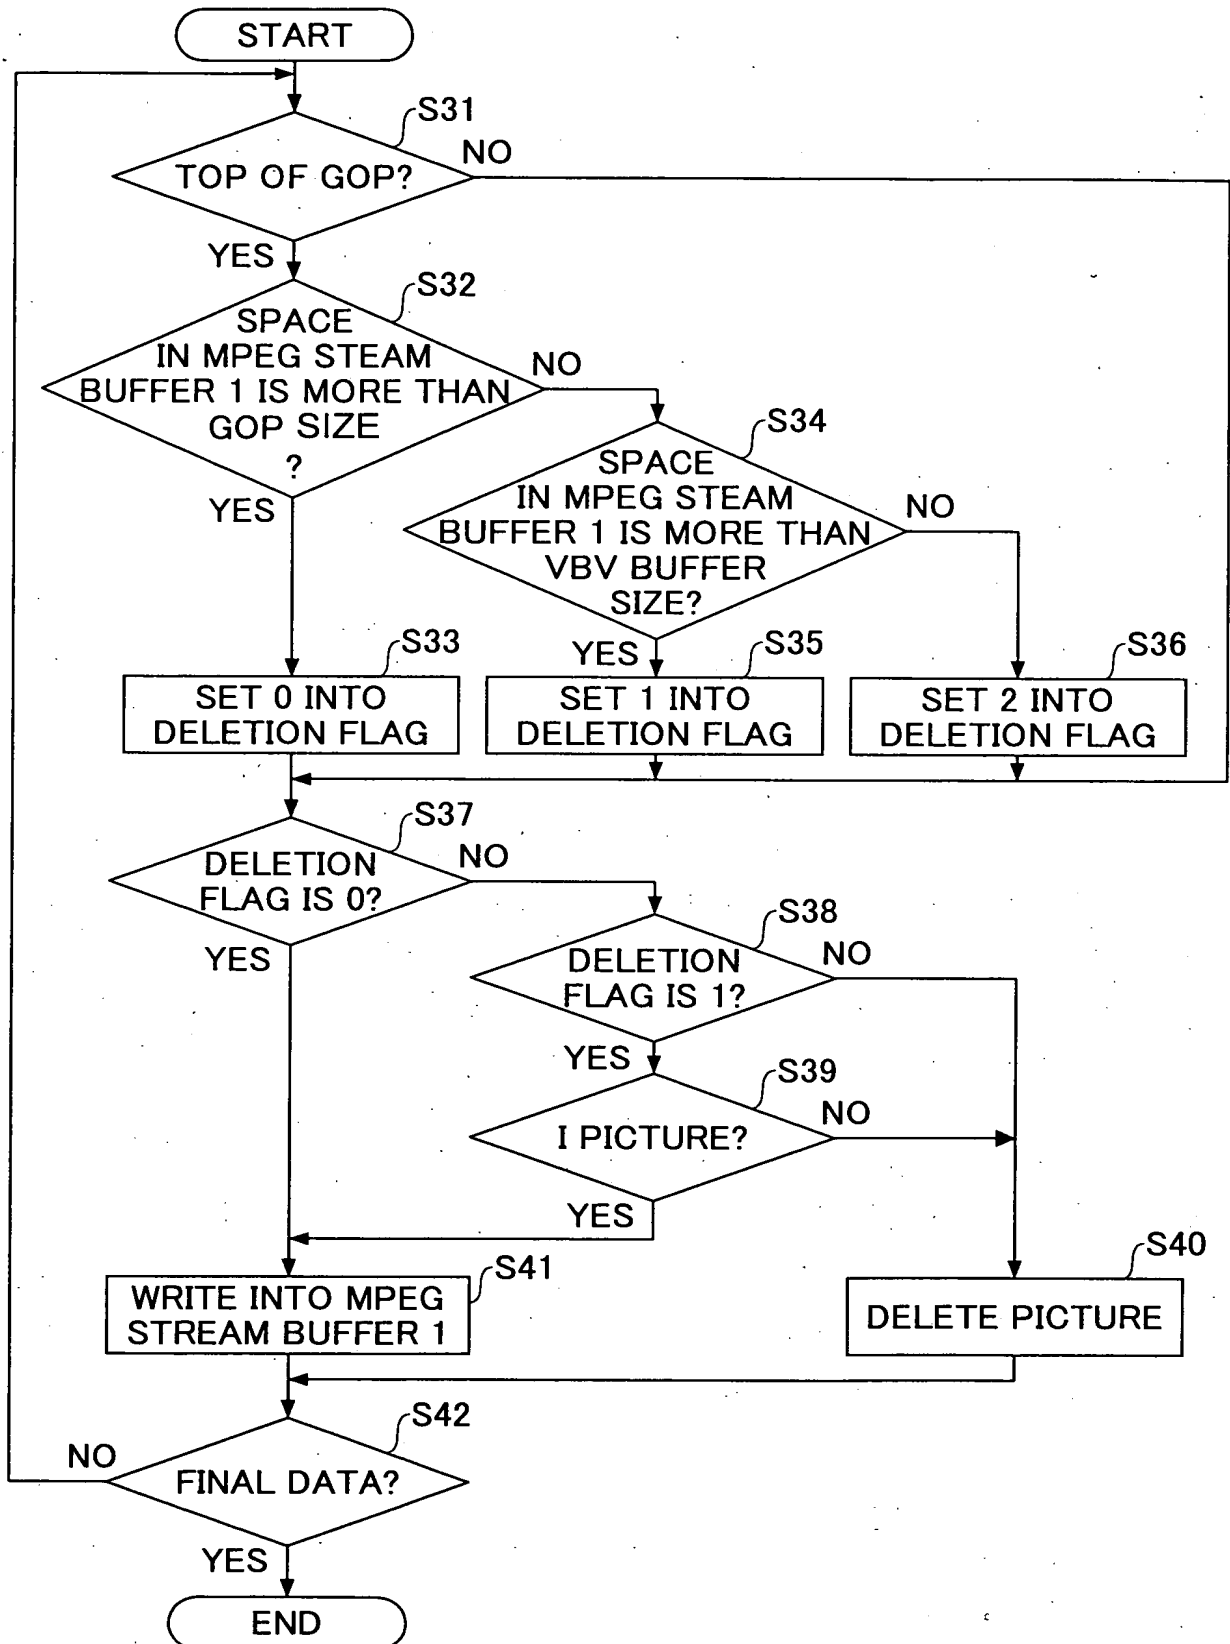 START
S31
TOP OF GOP?
NO
YES
S32
SPACE
IN MPEG STEAM
BUFFER 1 IS MORE THAN
GOP SIZE
?
NO
YES
S34
SPACE
IN MPEG STEAM
BUFFER 1 IS MORE THAN
VBV BUFFER
SIZE?
NO
YES
S33
SET 0 INTO
DELETION FLAG
S35
SET 1 INTO
DELETION FLAG
S36
SET 2 INTO
DELETION FLAG
S37
DELETION
FLAG IS 0?
NO
YES
S38
DELETION
FLAG IS 1?
NO
YES
S39
I PICTURE?
NO
YES
S41
WRITE INTO MPEG
STREAM BUFFER 1
S40
DELETE PICTURE
S42
FINAL DATA?
NO
YES
END